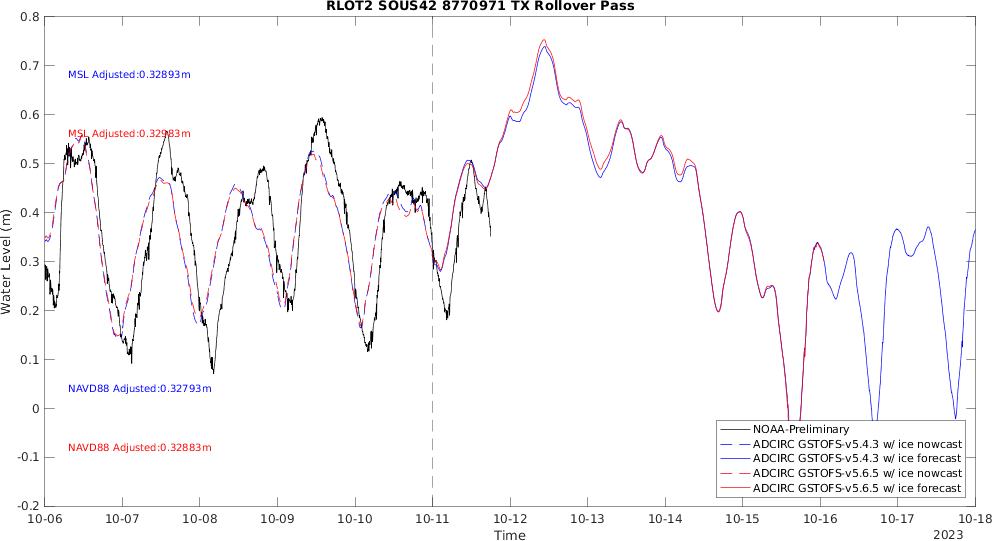 RLOT2 SOUS42 8770971 TX Rollover Pass
0.8
0.7
MSL Adjusted:0.32893m
0.6
MSL Adjusted:0.32983m
0.5
0.4
Water Level (m)
0.3
0.2
0.1
NAVD88 Adjusted:0.32793m
0
NOAA-Preliminary
ADCIRC GSTOFS-v5.4.3 w/ ice nowcast
NAVD88 Adjusted:0.32883m
-0.1
ADCIRC GSTOFS-v5.4.3 w/ ice forecast
ADCIRC GSTOFS-v5.6.5 w/ ice nowcast
ADCIRC GSTOFS-v5.6.5 w/ ice forecast
-0.2
10-06 10-07 10-08 10-09 10-10 10-11 10-12 10-13 10-14 10-15 10-16 10-17 10-18
Time
2023